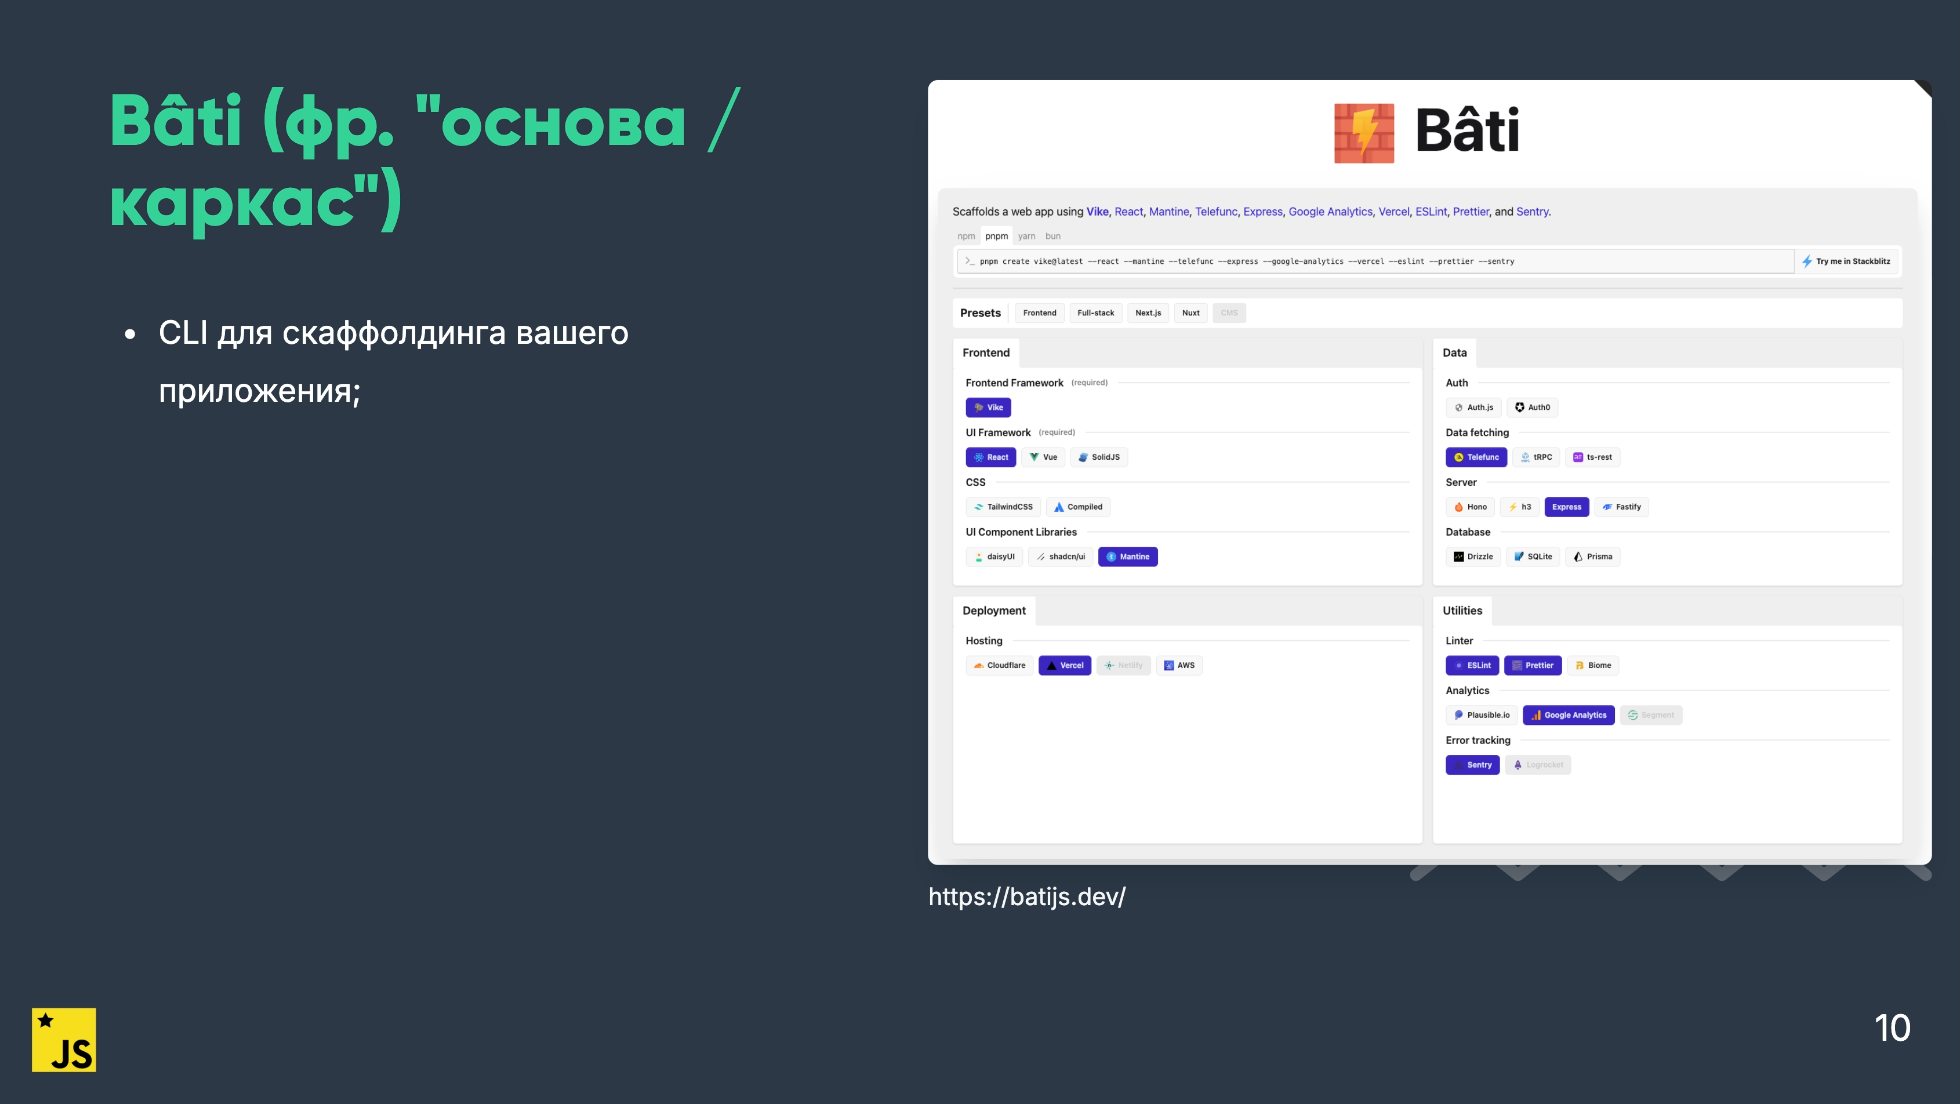 Bâti (фр. "основа /
каркас")
• CLI для скаффолдинга вашего
приложения;
Bâti
Scaffolds a web app using Vike, React, Mantine, Telefunc, Express, Google Analytics, Vercel, ESLint, Prettier, and Sentry.
npm pnpm yarn bun
>_ pnpm create vike@latest --react --mantine --telefunc --express --google-analytics --vercel --eslint --prettier --sentry
Try me in Stackblitz
Presets Frontend Full-stack Next.js Nuxt CMS
Frontend
Frontend Framework (required)
Vike
UI Framework (required)
React Vue SolidJS
CSS
TailwindCSS Compiled
UI Component Libraries
daisyUI shadcn/ui Mantine
Data
Auth
Auth.js Auth0
Data fetching
Telefunc tRPC ts-rest
Server
Hono h3 Express Fastify
Database
Drizzle SQLite Prisma
Deployment
Hosting
Cloudflare Vercel Netlify AWS
Utilities
Linter
ESLint Prettier Biome
Analytics
Plausible.io Google Analytics Segment
Error tracking
Sentry Logrocket
https://batijs.dev/
JS
10